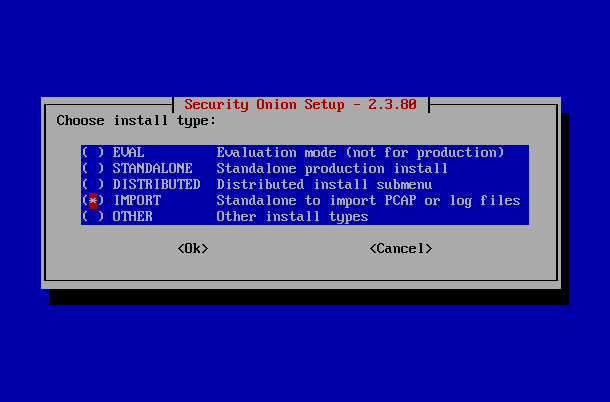 Security Onion Setup - 2.3.80
Choose install type:
( ) EVAL Evaluation mode (not for production)
( ) STANDALONE Standalone production install
( ) DISTRIBUTED Distributed install submenu
(*) IMPORT Standalone to import PCAP or log files
( ) OTHER Other install types
<Ok> <Cancel>